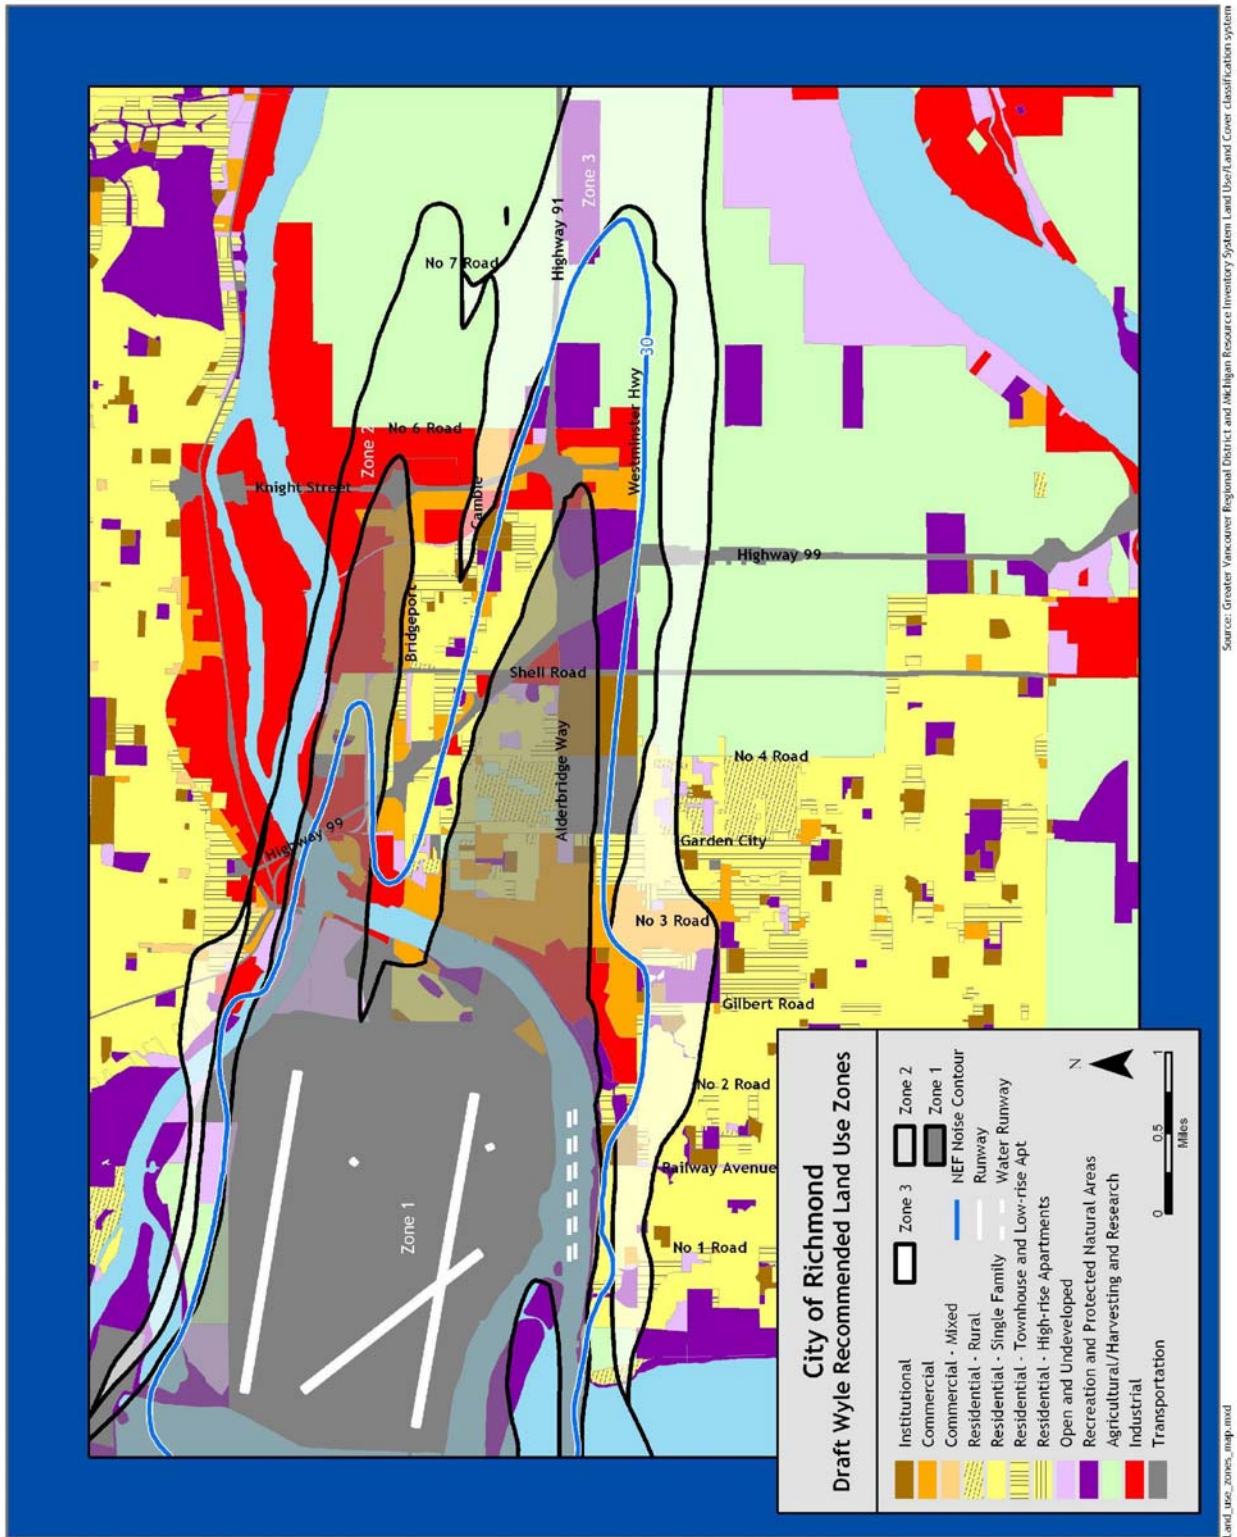 City of Richmond
Draft Wyle Recommended Land Use Zones
Institutional
Commercial
Commercial - Mixed
Residential - Rural
Residential - Single Family
Residential - Townhouse and Low-rise Apt
Residential - High-rise Apartments
Open and Undeveloped
Recreation and Protected Natural Areas
Agricultural/Harvesting and Research
Industrial
Transportation
Zone 3
Zone 2
Zone 1
NEF Noise Contour
Runway
Water Runway
N
0
0.5
1
Miles
Zone 1
Zone 2
Zone 3
No 7 Road
Highway 91
30
Westminster Hwy
No 6 Road
Knight Street
Cambie
Highway 99
Bridgeport
Shell Road
Alderbridge Way
No 4 Road
Highway 99
Garden City
No 3 Road
Gilbert Road
No 2 Road
Railway Avenue
No 1 Road
Source: Greater Vancouver Regional District and Michigan Resource Inventory System Land Use/Land Cover classification system
Land_use_zones_map.mxd